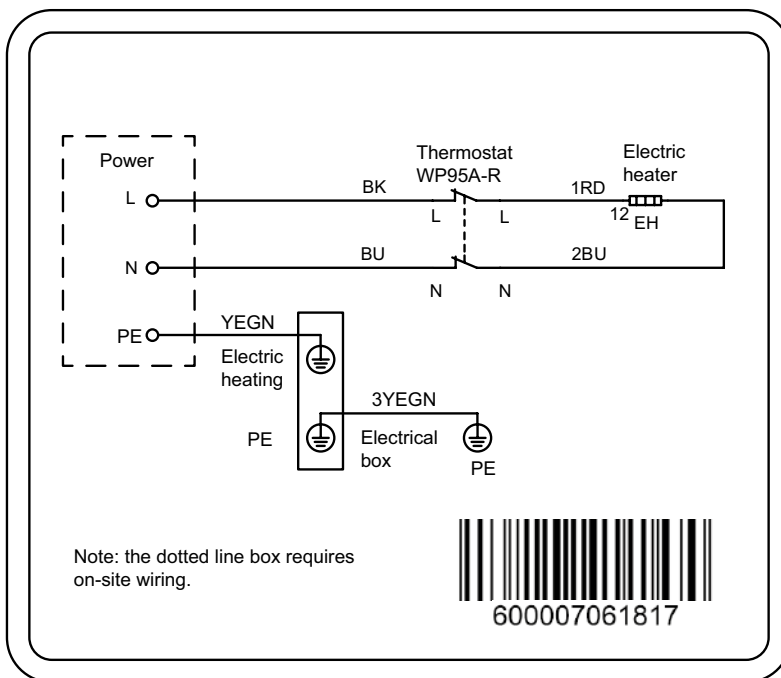 Power
Thermostat
WP95A-R
Electric
heater
L
BK
L
L
1RD
12
EH
N
BU
2BU
N
N
PE
YEGN
Electric
heating
3YEGN
PE
Electrical
box
PE
Note: the dotted line box requires
on-site wiring.
600007061817